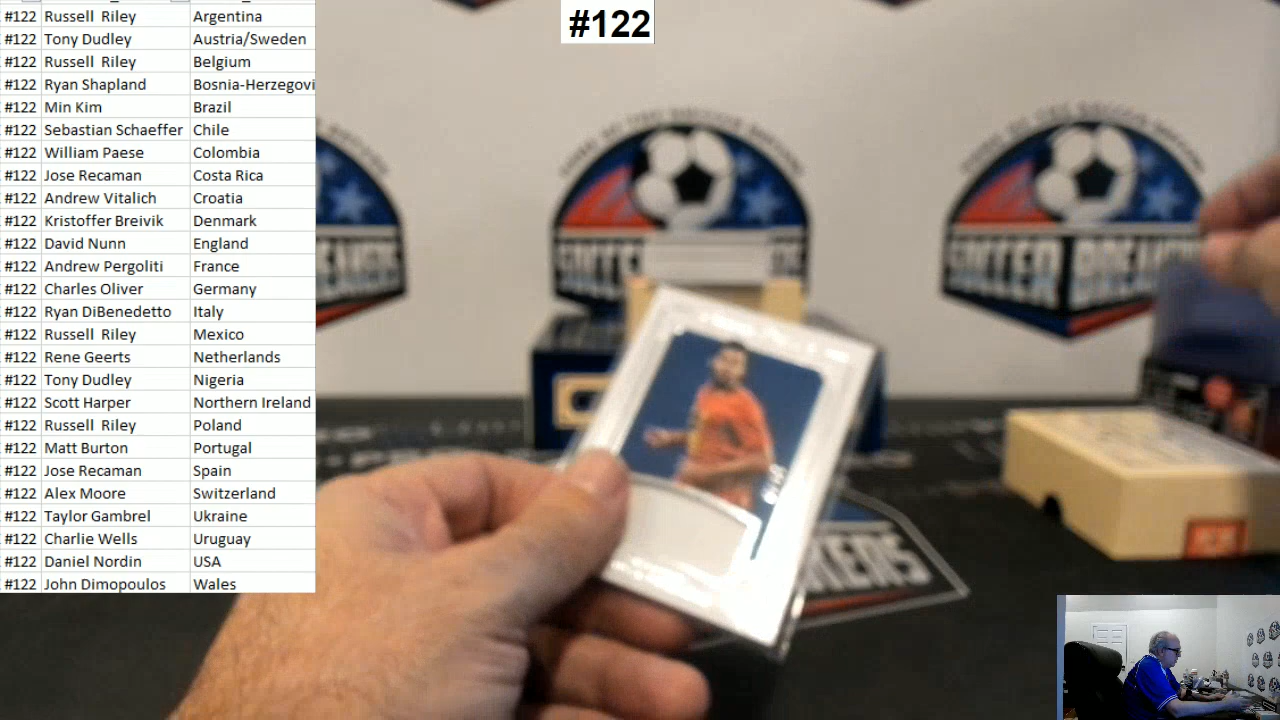 #122
#122 Russell Riley Argentina
#122 Tony Dudley Austria/Sweden
#122 Russell Riley Belgium
#122 Ryan Shapland Bosnia-Herzegovi
#122 Min Kim Brazil
#122 Sebastian Schaeffer Chile
#122 William Paese Colombia
#122 Jose Recaman Costa Rica
#122 Andrew Vitalich Croatia
#122 Kristoffer Breivik Denmark
#122 David Nunn England
#122 Andrew Pergoliti France
#122 Charles Oliver Germany
#122 Ryan DiBenedetto Italy
#122 Russell Riley Mexico
#122 Rene Geerts Netherlands
#122 Tony Dudley Nigeria
#122 Scott Harper Northern Ireland
#122 Russell Riley Poland
#122 Matt Burton Portugal
#122 Jose Recaman Spain
#122 Alex Moore Switzerland
#122 Taylor Gambrel Ukraine
#122 Charlie Wells Uruguay
#122 Daniel Nordin USA
#122 John Dimopoulos Wales
SOCCER BREAKERS